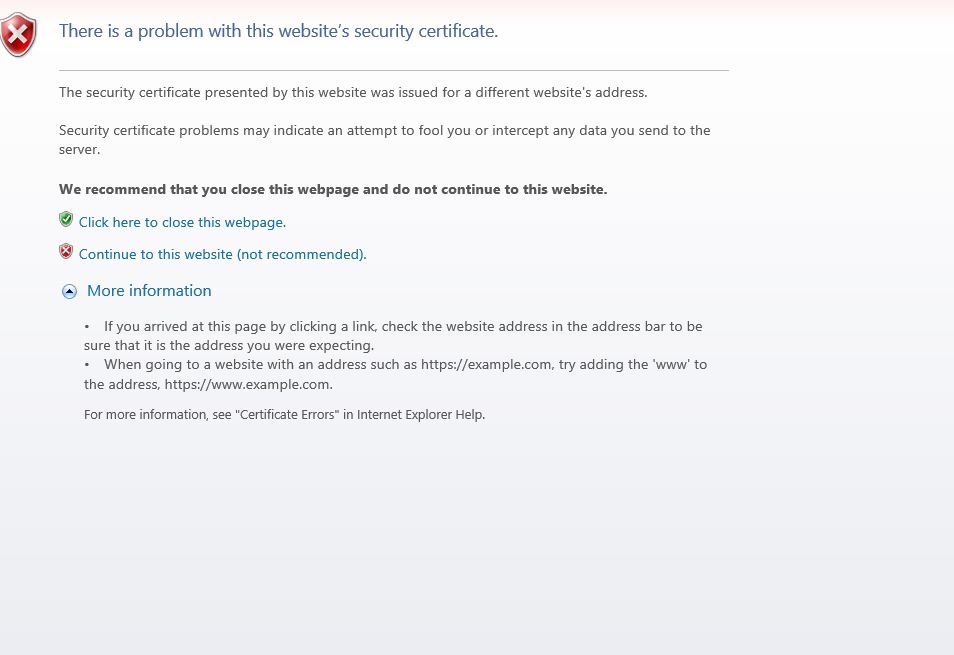 There is a problem with this website's security certificate.
The security certificate presented by this website was issued for a different website's address.
Security certificate problems may indicate an attempt to fool you or intercept any data you send to the
server.
We recommend that you close this webpage and do not continue to this website.
Click here to close this webpage.
Continue to this website (not recommended).
More information
• If you arrived at this page by clicking a link, check the website address in the address bar to be
sure that it is the address you were expecting.
• When going to a website with an address such as https://example.com, try adding the 'www' to
the address, https://www.example.com.
For more information, see "Certificate Errors" in Internet Explorer Help.